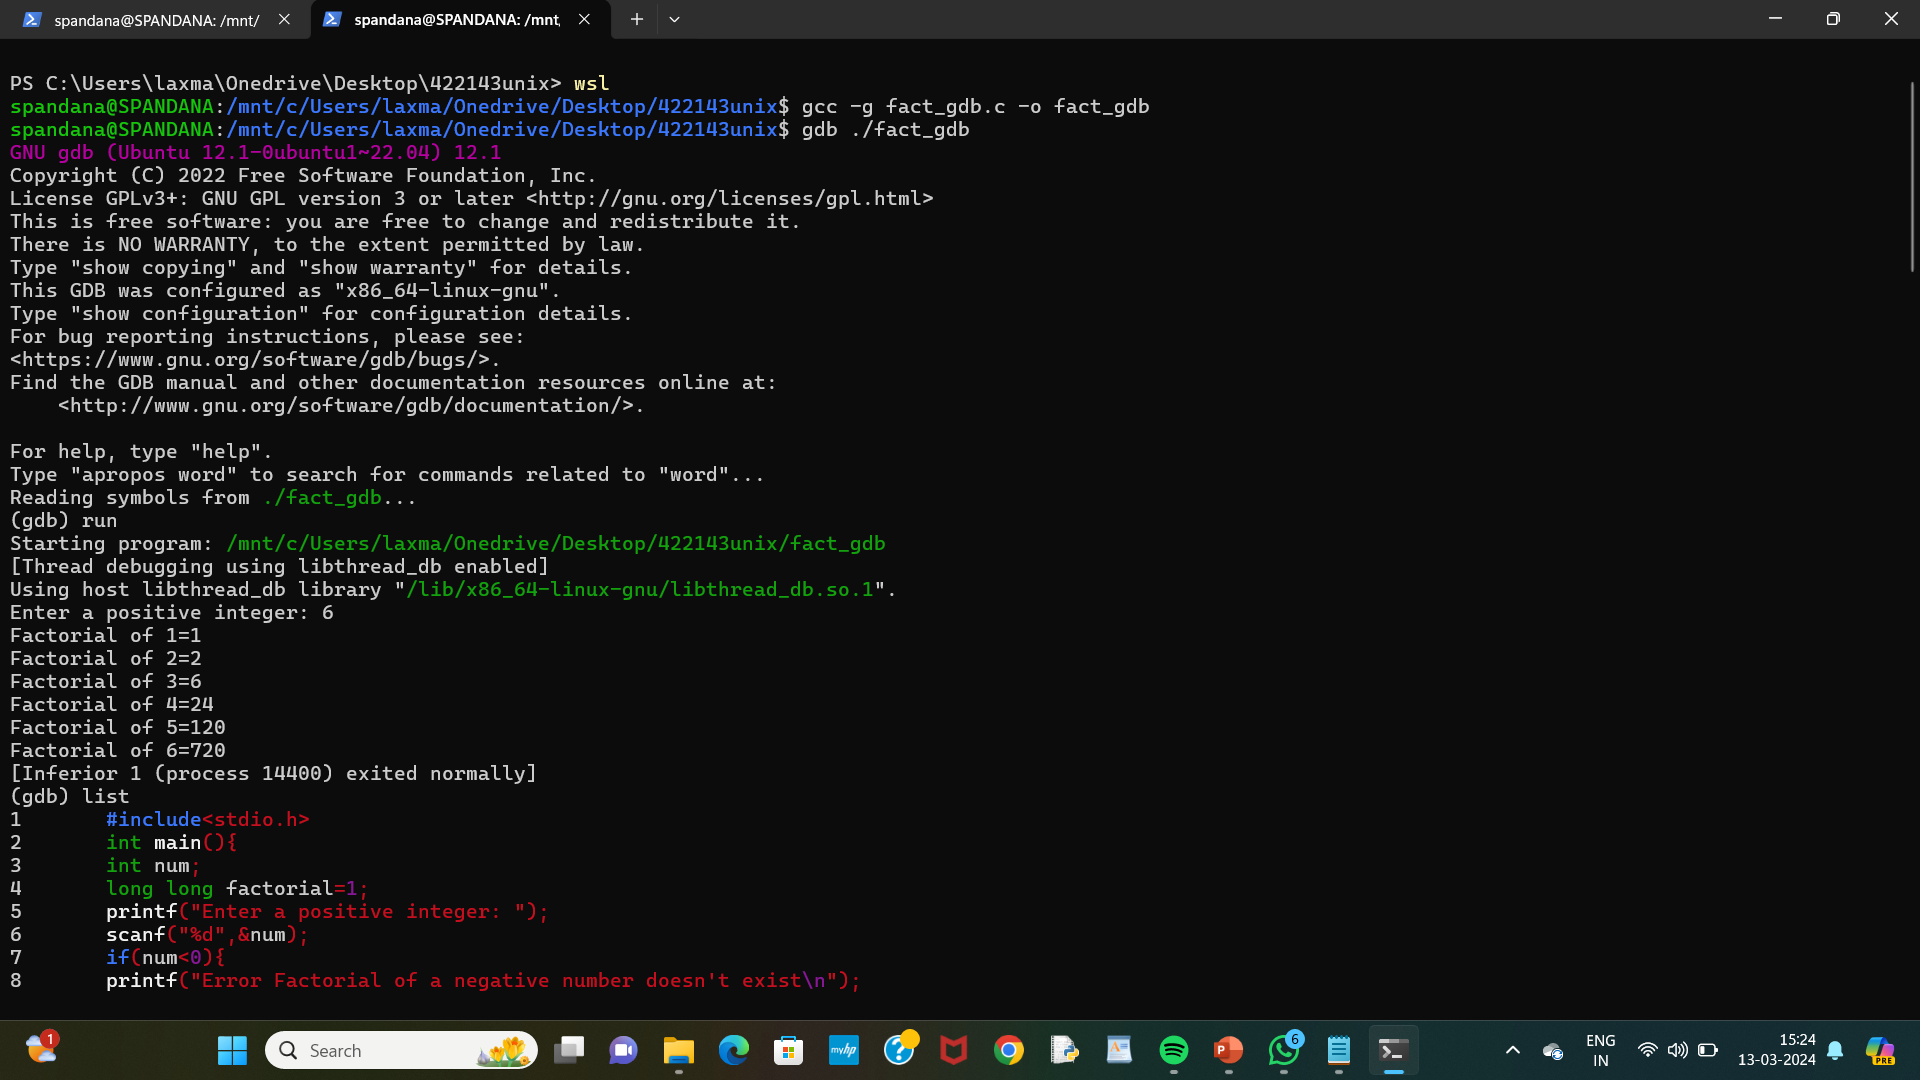 spandana@SPANDANA: /mnt/
spandana@SPANDANA: /mnt,
PS C:\Users\laxma\Onedrive\Desktop\422143unix> wsl
spandana@SPANDANA:/mnt/c/Users/laxma/Onedrive/Desktop/422143unix$ gcc -g fact_gdb.c -o fact_gdb
spandana@SPANDANA:/mnt/c/Users/laxma/Onedrive/Desktop/422143unix$ gdb ./fact_gdb
GNU gdb (Ubuntu 12.1-0ubuntu1~22.04) 12.1
Copyright (C) 2022 Free Software Foundation, Inc.
License GPLv3+: GNU GPL version 3 or later <http://gnu.org/licenses/gpl.html>
This is free software: you are free to change and redistribute it.
There is NO WARRANTY, to the extent permitted by law.
Type "show copying" and "show warranty" for details.
This GDB was configured as "x86_64-linux-gnu".
Type "show configuration" for configuration details.
For bug reporting instructions, please see:
<https://www.gnu.org/software/gdb/bugs/>.
Find the GDB manual and other documentation resources online at:
    <http://www.gnu.org/software/gdb/documentation/>.
For help, type "help".
Type "apropos word" to search for commands related to "word"...
Reading symbols from ./fact_gdb...
(gdb) run
Starting program: /mnt/c/Users/laxma/Onedrive/Desktop/422143unix/fact_gdb
[Thread debugging using libthread_db enabled]
Using host libthread_db library "/lib/x86_64-linux-gnu/libthread_db.so.1".
Enter a positive integer: 6
Factorial of 1=1
Factorial of 2=2
Factorial of 3=6
Factorial of 4=24
Factorial of 5=120
Factorial of 6=720
[Inferior 1 (process 14400) exited normally]
(gdb) list
1       #include<stdio.h>
2       int main(){
3       int num;
4       long long factorial=1;
5       printf("Enter a positive integer: ");
6       scanf("%d",&num);
7       if(num<0){
8       printf("Error Factorial of a negative number doesn't exist\n");
1
Search
myhp
6
ENG
IN
15:24
13-03-2024
PRE